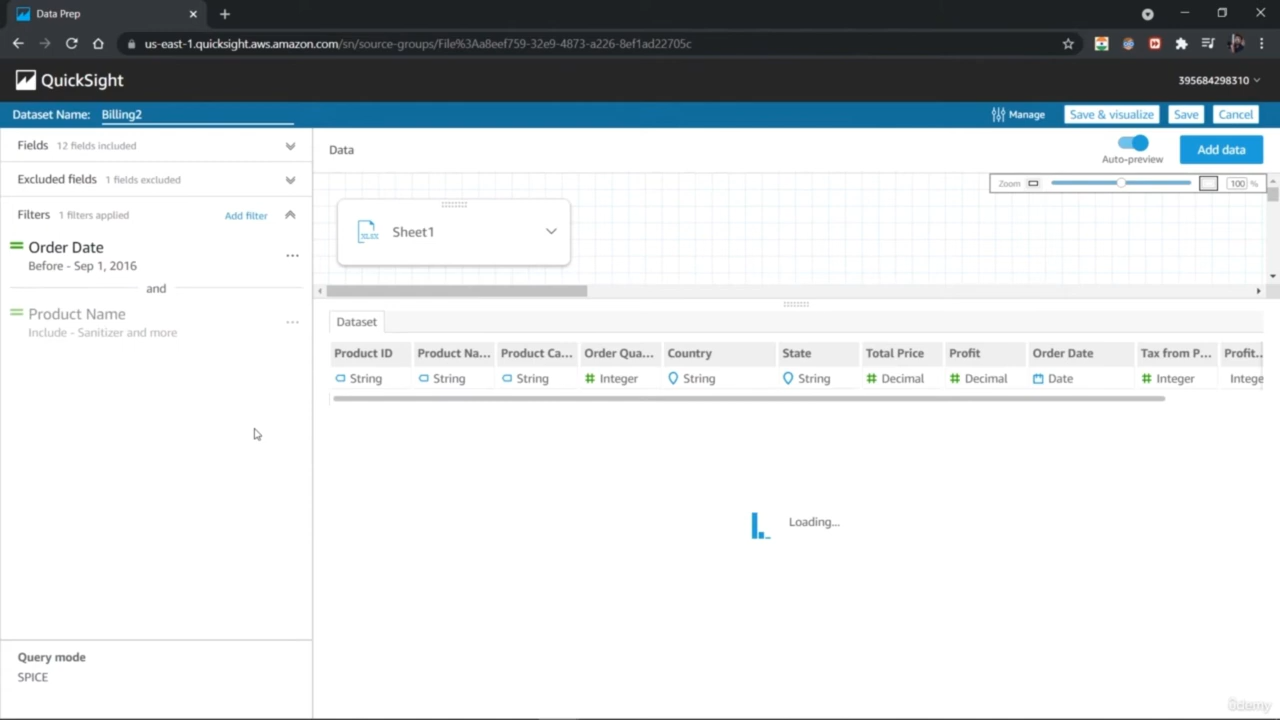 Data Prep
us-east-1.quicksight.aws.amazon.com/sn/source-groups/File%3Aa8eef759-32e9-4873-a226-8ef1ad22705c
QuickSight
395684298310
Dataset Name: Billing2
Manage
Save & visualize
Save
Cancel
Fields 12 fields included
Data
Auto-preview
Add data
Excluded fields 1 fields excluded
Zoom 100 %
Filters 1 filters applied Add filter
Sheet1
XLSX
Order Date
Before - Sep 1, 2016
and
Product Name
Include - Sanitizer and more
Dataset
Product ID Product Na... Product Ca... Order Qua... Country State Total Price Profit Order Date Tax from P... Profit...
String String String Integer String String Decimal Decimal Date Integer Intege
Loading...
Query mode
SPICE
ûdemy